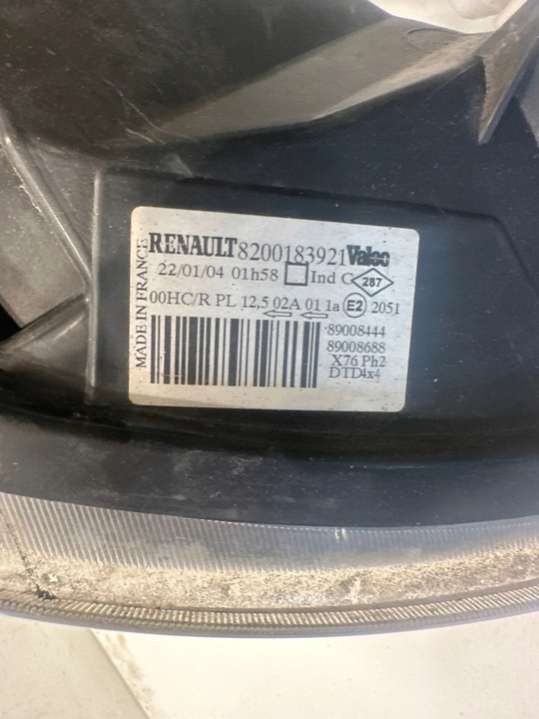 RENAULT 8200183921 Valeo
22/01/04 01h58 Ind G 287
00HC/R PL 12,5 02A 01 1a E2 2051
89008444
89008688
X76 Ph2
DTD4x4
MADE IN FRANCE